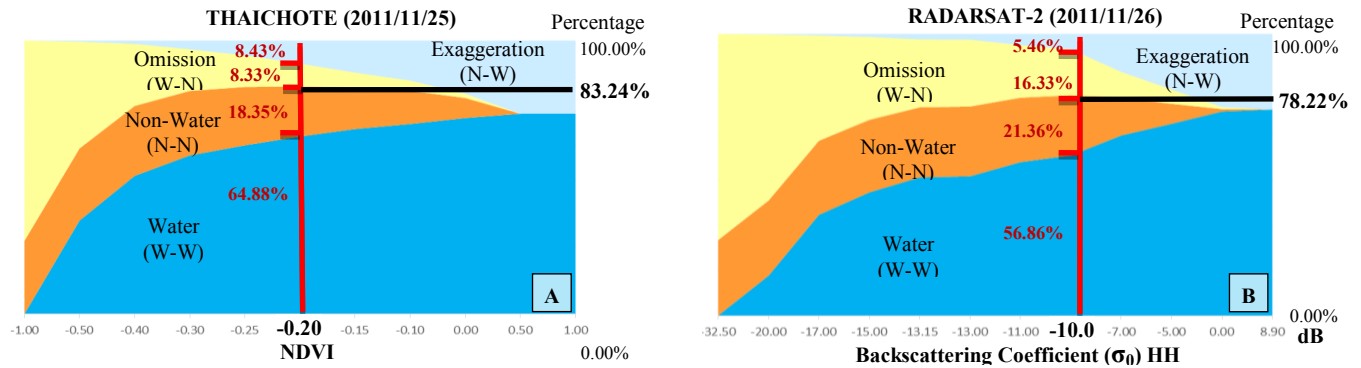 THAICHOTE (2011/11/25)
Percentage
100.00%
8.43%
Omission
(W-N)
8.33%
Exaggeration
(N-W)
83.24%
18.35%
Non-Water
(N-N)
64.88%
Water
(W-W)
A
-1.00 -0.50 -0.40 -0.30 -0.25 -0.20 -0.15 -0.10 0.00 0.50 1.00
NDVI
0.00%
RADARSAT-2 (2011/11/26)
Percentage
100.00%
5.46%
Omission
(W-N)
16.33%
Exaggeration
(N-W)
78.22%
21.36%
Non-Water
(N-N)
56.86%
Water
(W-W)
B
0.00%
-32.50 -20.00 -17.00 -15.00 -13.15 -13.00 -11.00 -10.0 -7.00 -5.00 0.00 8.90
dB
Backscattering Coefficient (σ0) HH